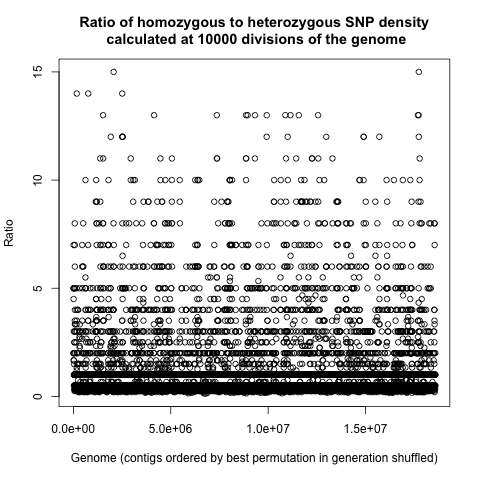 Ratio of homozygous to heterozygous SNP density
calculated at 10000 divisions of the genome
Ratio
15
10
5
0
0.0e+00 5.0e+06 1.0e+07 1.5e+07
Genome (contigs ordered by best permutation in generation shuffled)